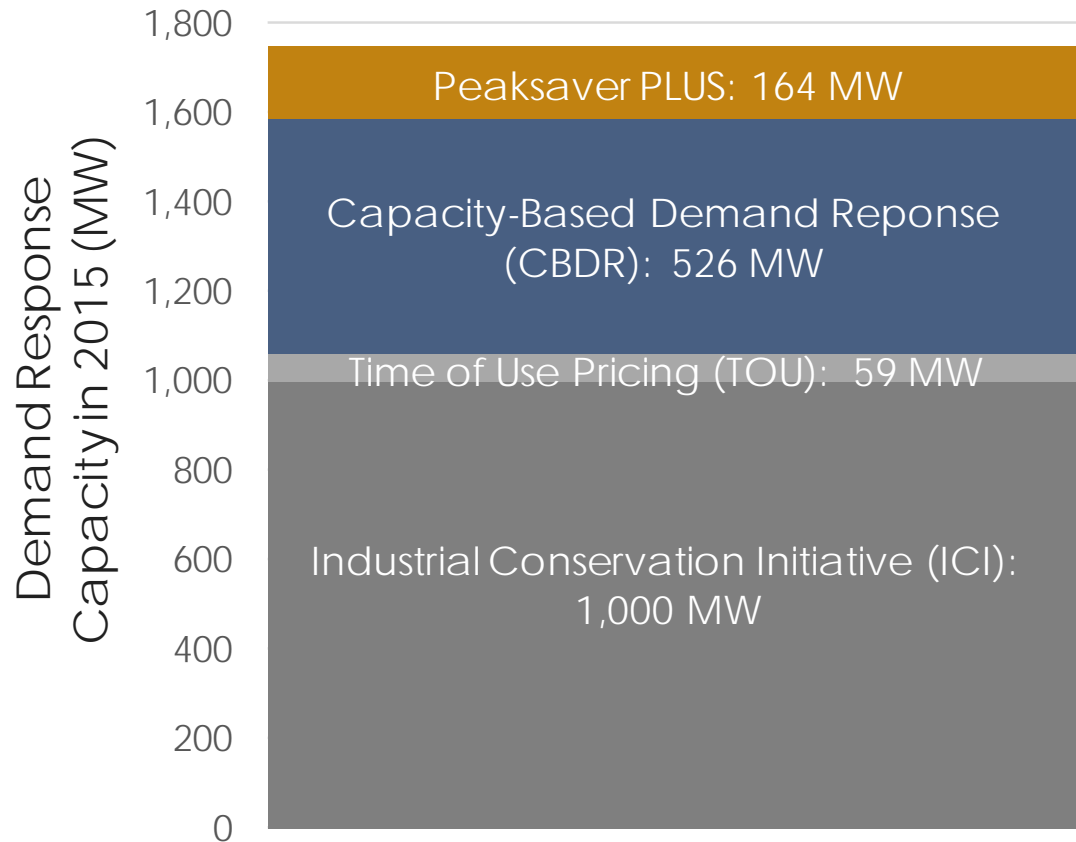 Demand Response
Capacity in 2015 (MW)
1,800
1,600
1,400
1,200
1,000
800
600
400
200
0
Peaksaver PLUS: 164 MW
Capacity-Based Demand Reponse
(CBDR): 526 MW
Time of Use Pricing (TOU): 59 MW
Industrial Conservation Initiative (ICI):
1,000 MW